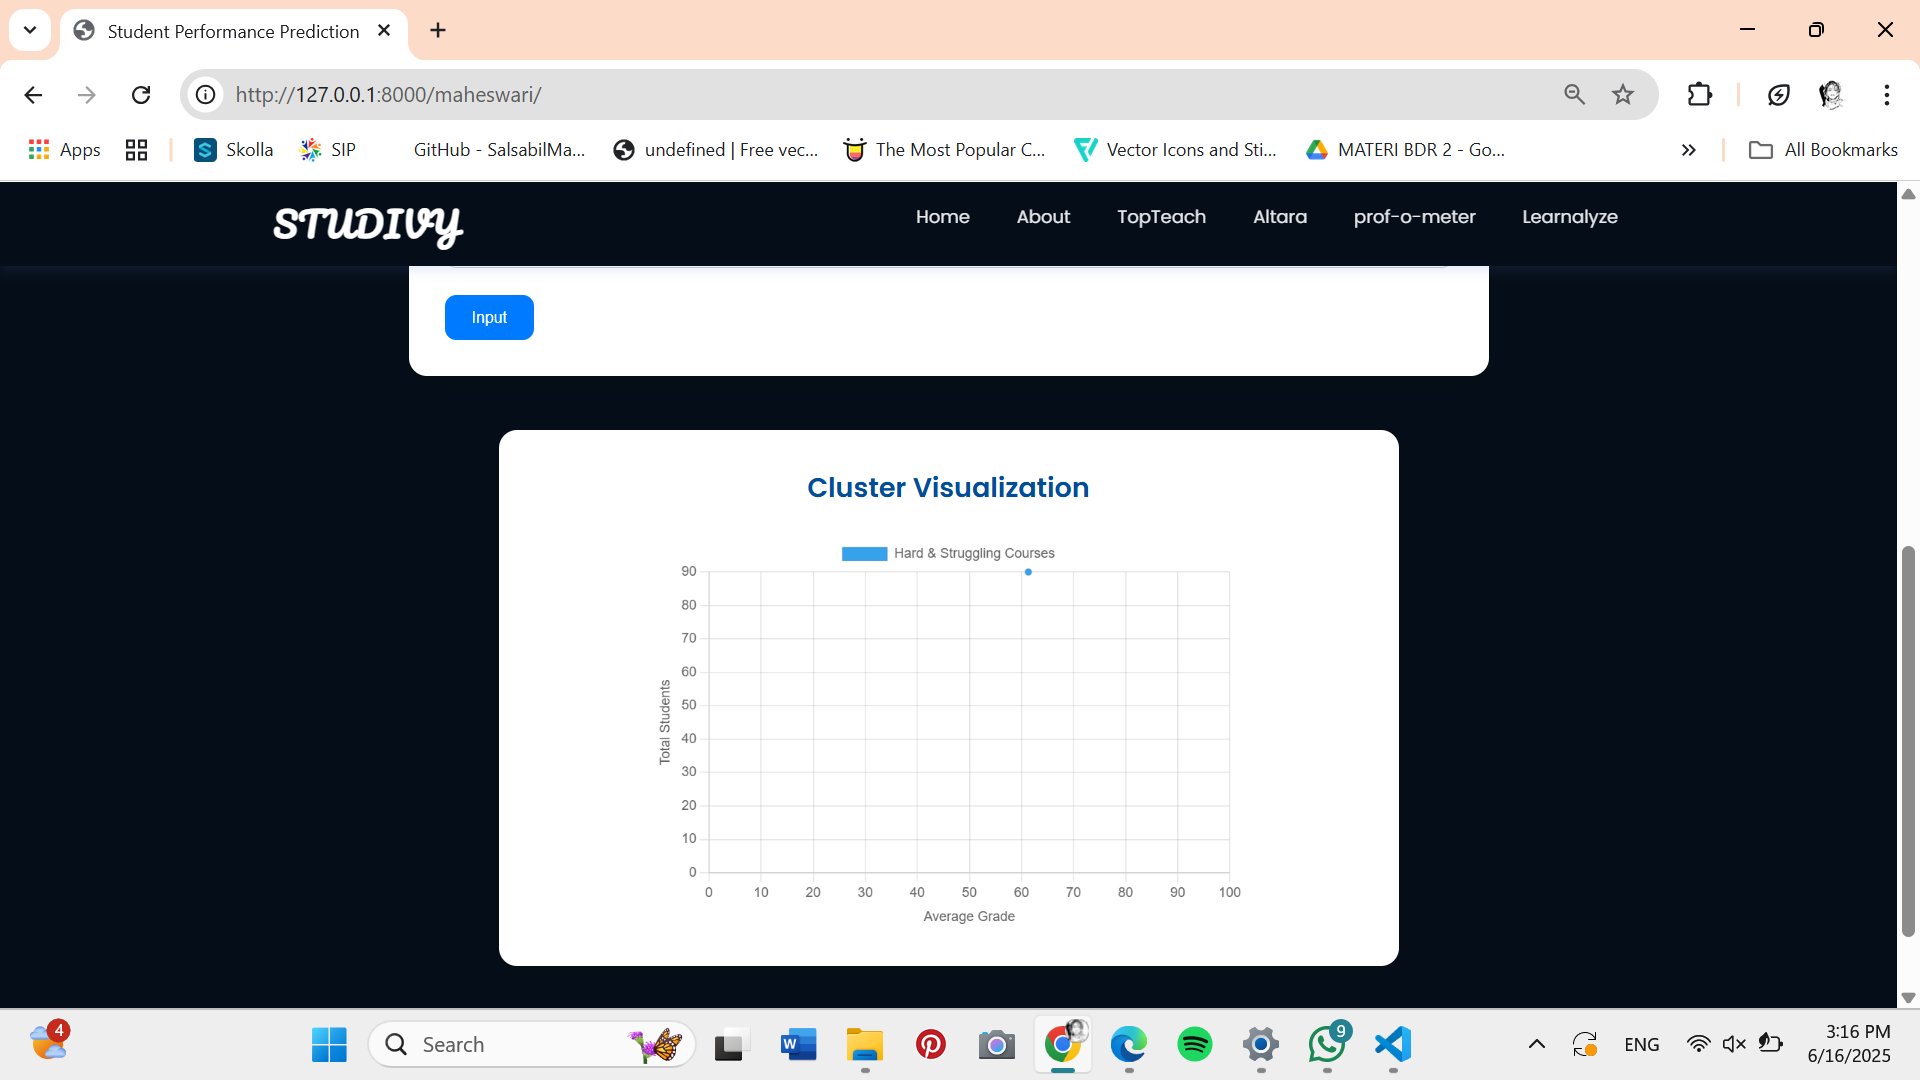 Student Performance Prediction
http://127.0.0.1:8000/maheswari/
Apps
Skolla
SIP
GitHub - SalsabilMa...
undefined | Free vec...
The Most Popular C...
Vector Icons and Sti...
MATERI BDR 2 - Go...
All Bookmarks
STUDIVY
Home
About
TopTeach
Altara
prof-o-meter
Learnalyze
Input
Cluster Visualization
Hard & Struggling Courses
90
80
70
60
50
40
30
20
10
0
Total Students
0 10 20 30 40 50 60 70 80 90 100
Average Grade
4
Search
W
9
ENG
3:16 PM
6/16/2025